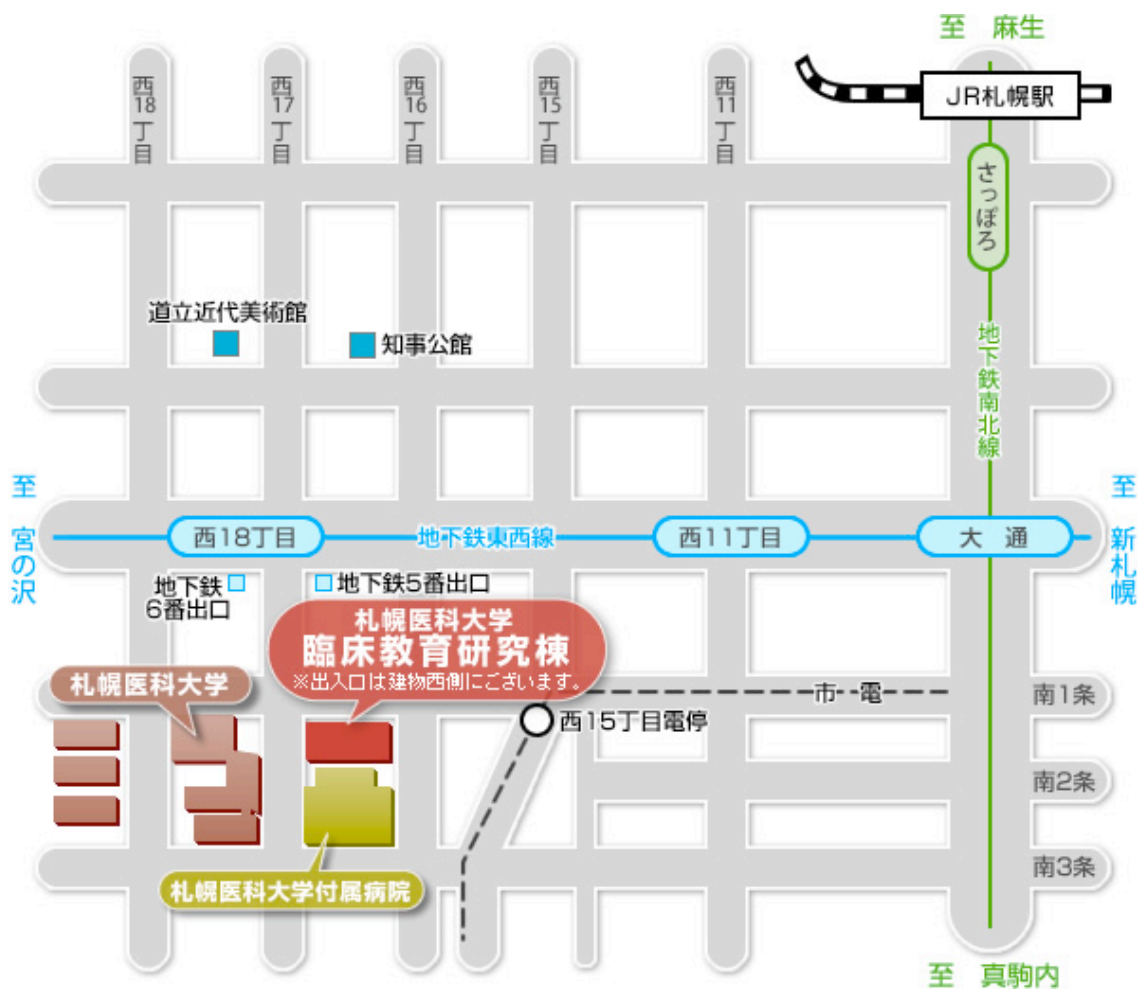 至 麻生
JR札幌駅
西18丁目
西17丁目
西16丁目
西15丁目
西11丁目
さっぽろ
道立近代美術館
知事公館
地下鉄南北線
至 宮の沢
西18丁目
地下鉄東西線
西11丁目
大通
至 新札幌
地下鉄
6番出口
地下鉄5番出口
札幌医科大学
臨床教育研究棟
※出入口は建物西側にございます。
札幌医科大学
市電
南1条
西15丁目電停
南2条
南3条
札幌医科大学付属病院
至 真駒内